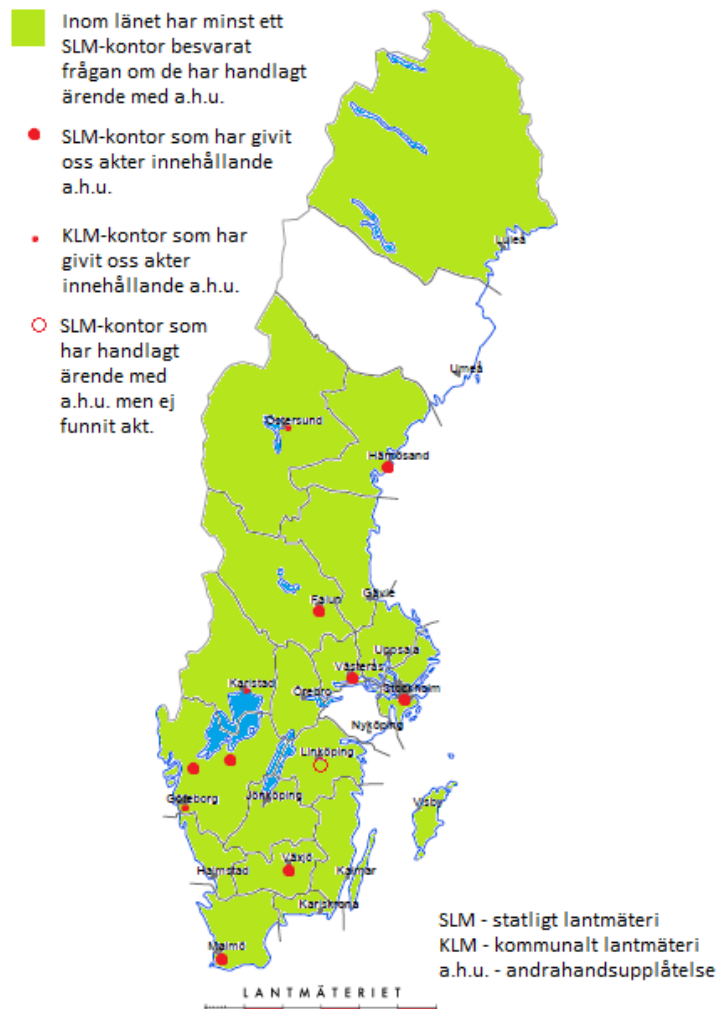 Inom länet har minst ett
SLM-kontor besvarat
frågan om de har handlagt
ärende med a.h.u.
SLM-kontor som har givit
oss akter innehållande
a.h.u.
KLM-kontor som har
givit oss akter
innehållande a.h.u.
SLM-kontor som
har handlagt
ärende med
a.h.u. men ej
funnit akt.
Luleå
Umeå
Östersund
Härnösand
Falun
Gävle
Uppsala
Västerås
Karlstad
Örebro
Stockholm
Nyköping
Linköping
Göteborg
Jönköping
Visby
Växjö
Halmstad
Kalmar
Karlskrona
Malmö
SLM - statligt lantmäteri
KLM - kommunalt lantmäteri
a.h.u. - andrahandsupplåtelse
LANTMÄTERIET